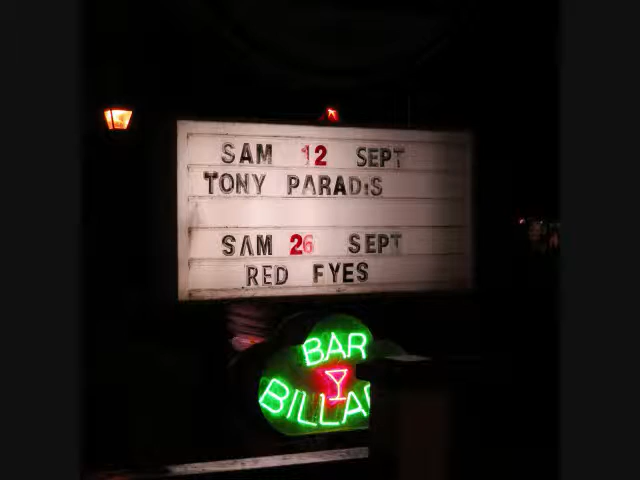 SAM 12 SEPT
TONY PARADIS
SAM 26 SEPT
RED FYES
BAR
BILLA